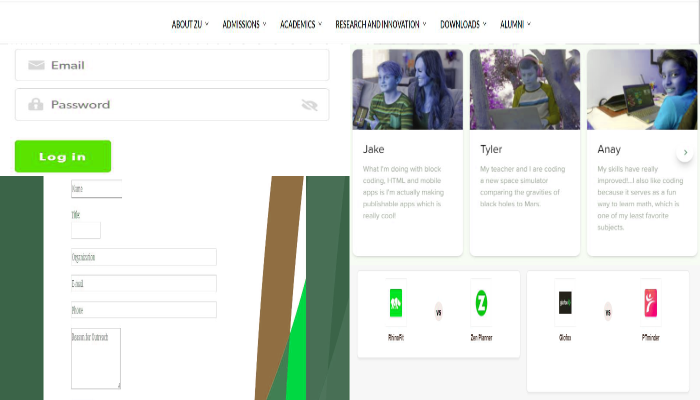 ABOUT ZU ADMISSIONS ACADEMICS RESEARCH AND INNOVATION DOWNLOADS ALUMNI
Email
Password
Log in
Name
Title:
Organization
E-mail
Phone
Reason for Outreach
Jake
What I'm doing with block
coding, HTML and mobile
apps is I'm actually making
publishable apps which is
really cool!
Tyler
My teacher and I are coding
a new space simulator
comparing the gravities of
black holes to Mars.
Anay
My skills have really
improved!...I also like coding
because it serves as a fun
way to learn math, which is
one of my least favorite
subjects.
RhinoFit
VS
Zen Planner
Glofox
VS
PTminder